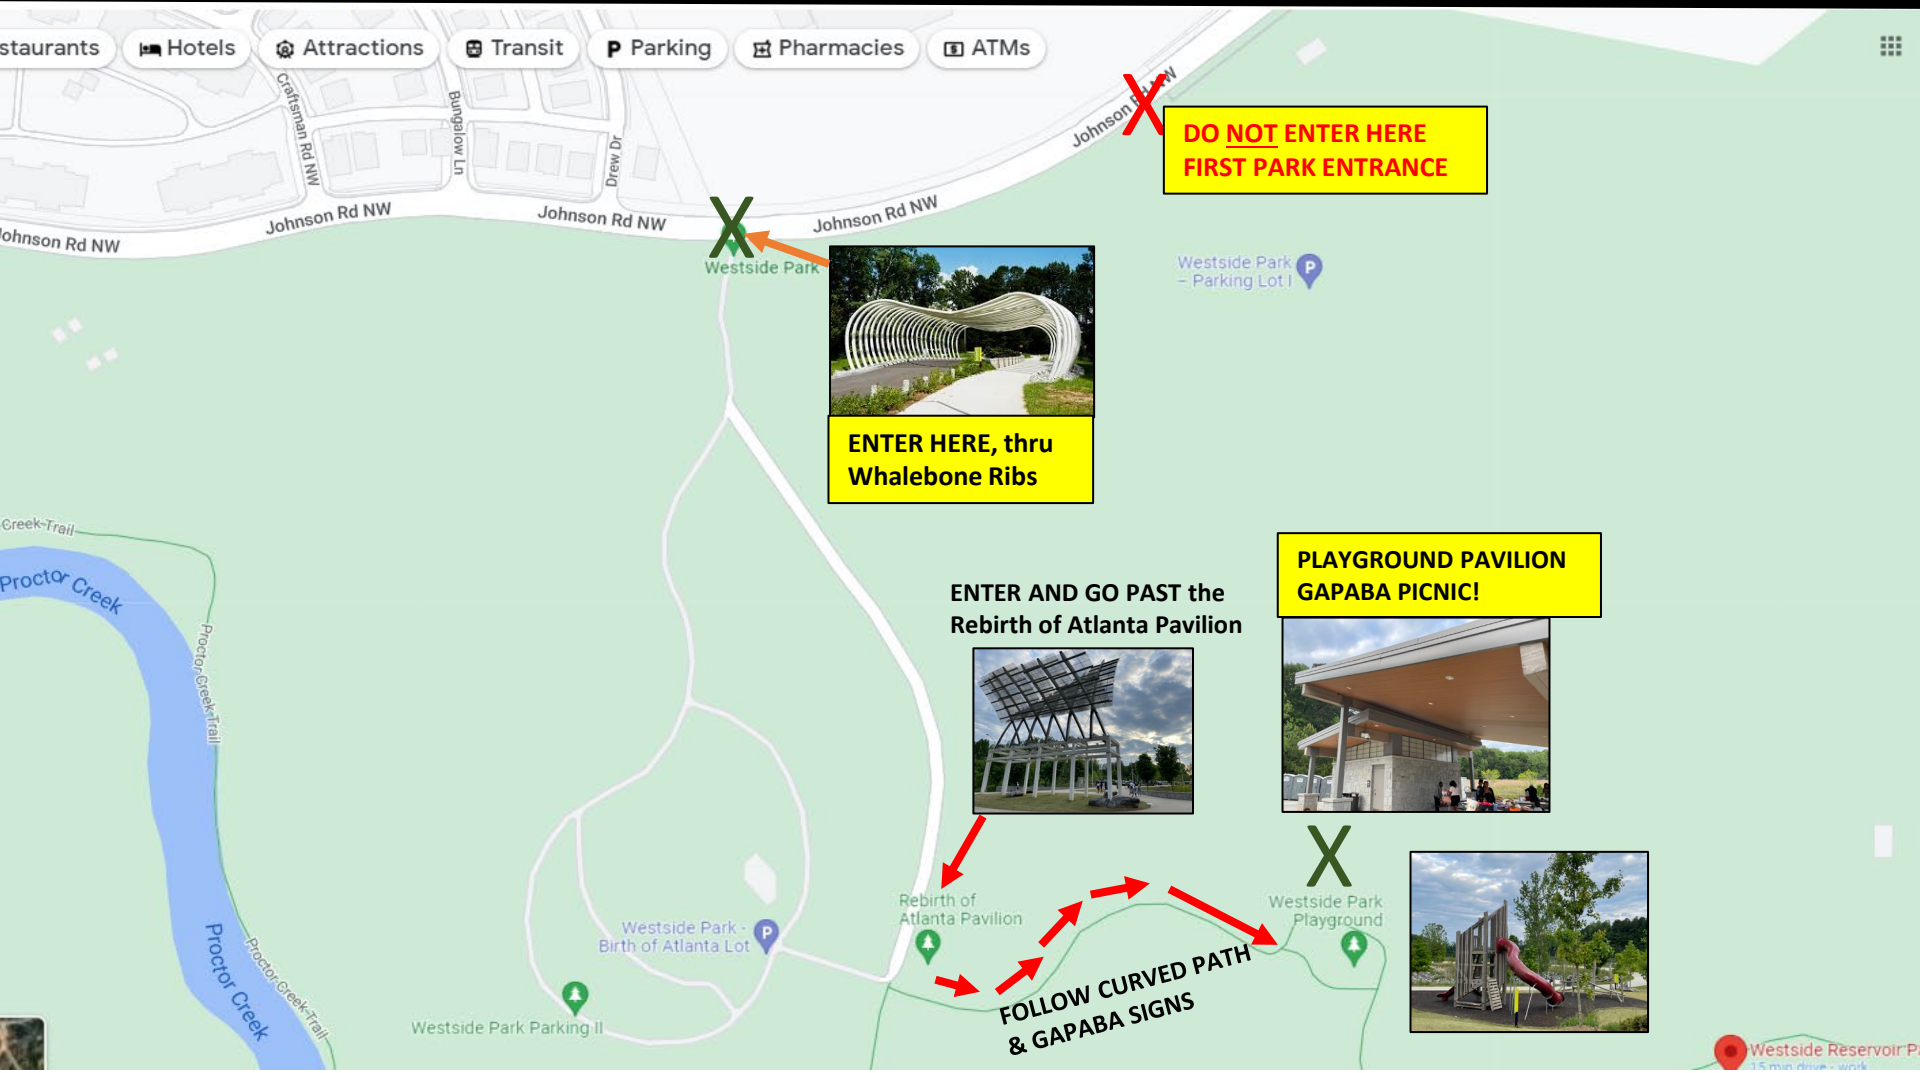 staurants
Hotels
Attractions
Transit
P Parking
Pharmacies
ATMs
Craftsman Rd NW
Bungalow Ln
Drew Dr
Johnson Rd NW
DO NOT ENTER HERE
FIRST PARK ENTRANCE
X
X
ohnson Rd NW
Johnson Rd NW
Johnson Rd NW
Johnson Rd NW
Westside Park
Westside Park
– Parking Lot I
P
ENTER HERE, thru
Whalebone Ribs
Creek Trail
Proctor Creek
Proctor Creek Trail
ENTER AND GO PAST the
Rebirth of Atlanta Pavilion
PLAYGROUND PAVILION
GAPABA PICNIC!
X
Rebirth of
Atlanta Pavilion
Westside Park
Playground
Westside Park -
Birth of Atlanta Lot
P
FOLLOW CURVED PATH
& GAPABA SIGNS
Proctor Creek
Proctor Creek Trail
Westside Park Parking II
Westside Reservoir P
15 min drive - work